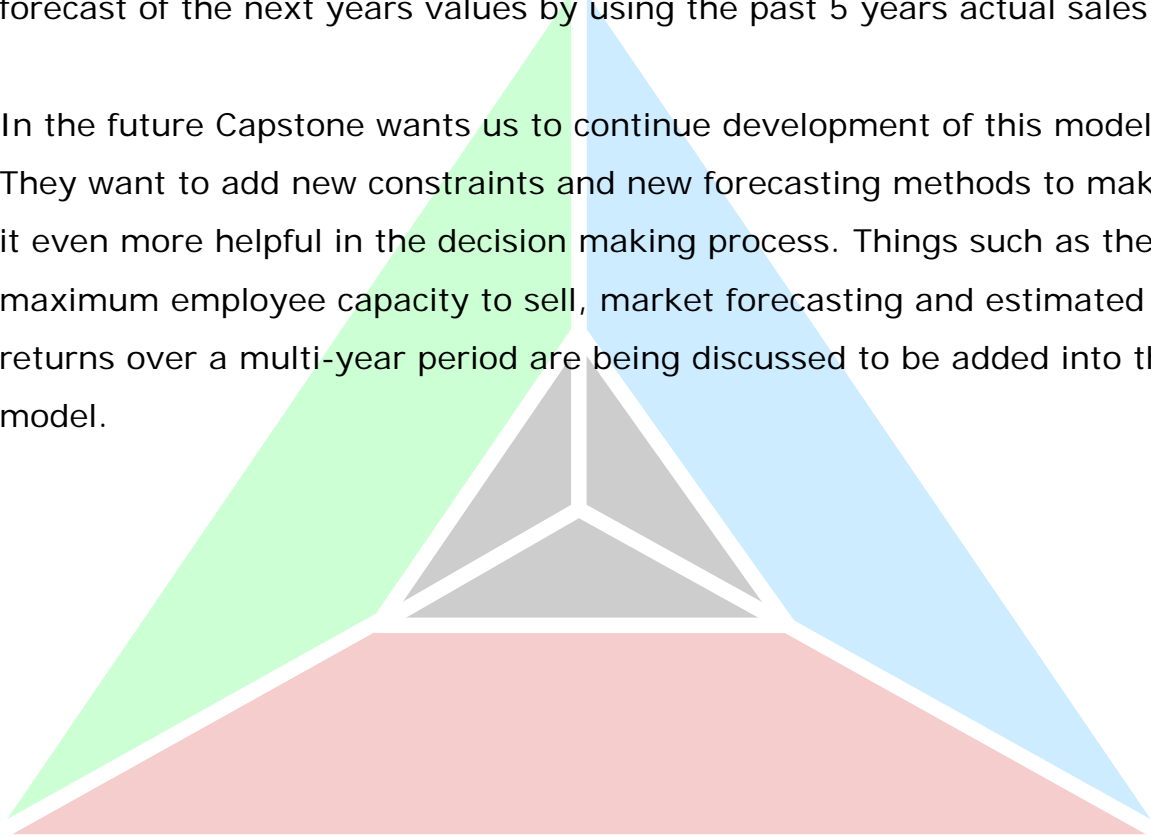 forecast of the next years values by using the past 5 years actual sales
In the future Capstone wants us to continue development of this model
They want to add new constraints and new forecasting methods to mak
it even more helpful in the decision making process. Things such as the
maximum employee capacity to sell, market forecasting and estimated
returns over a multi-year period are being discussed to be added into th
model.